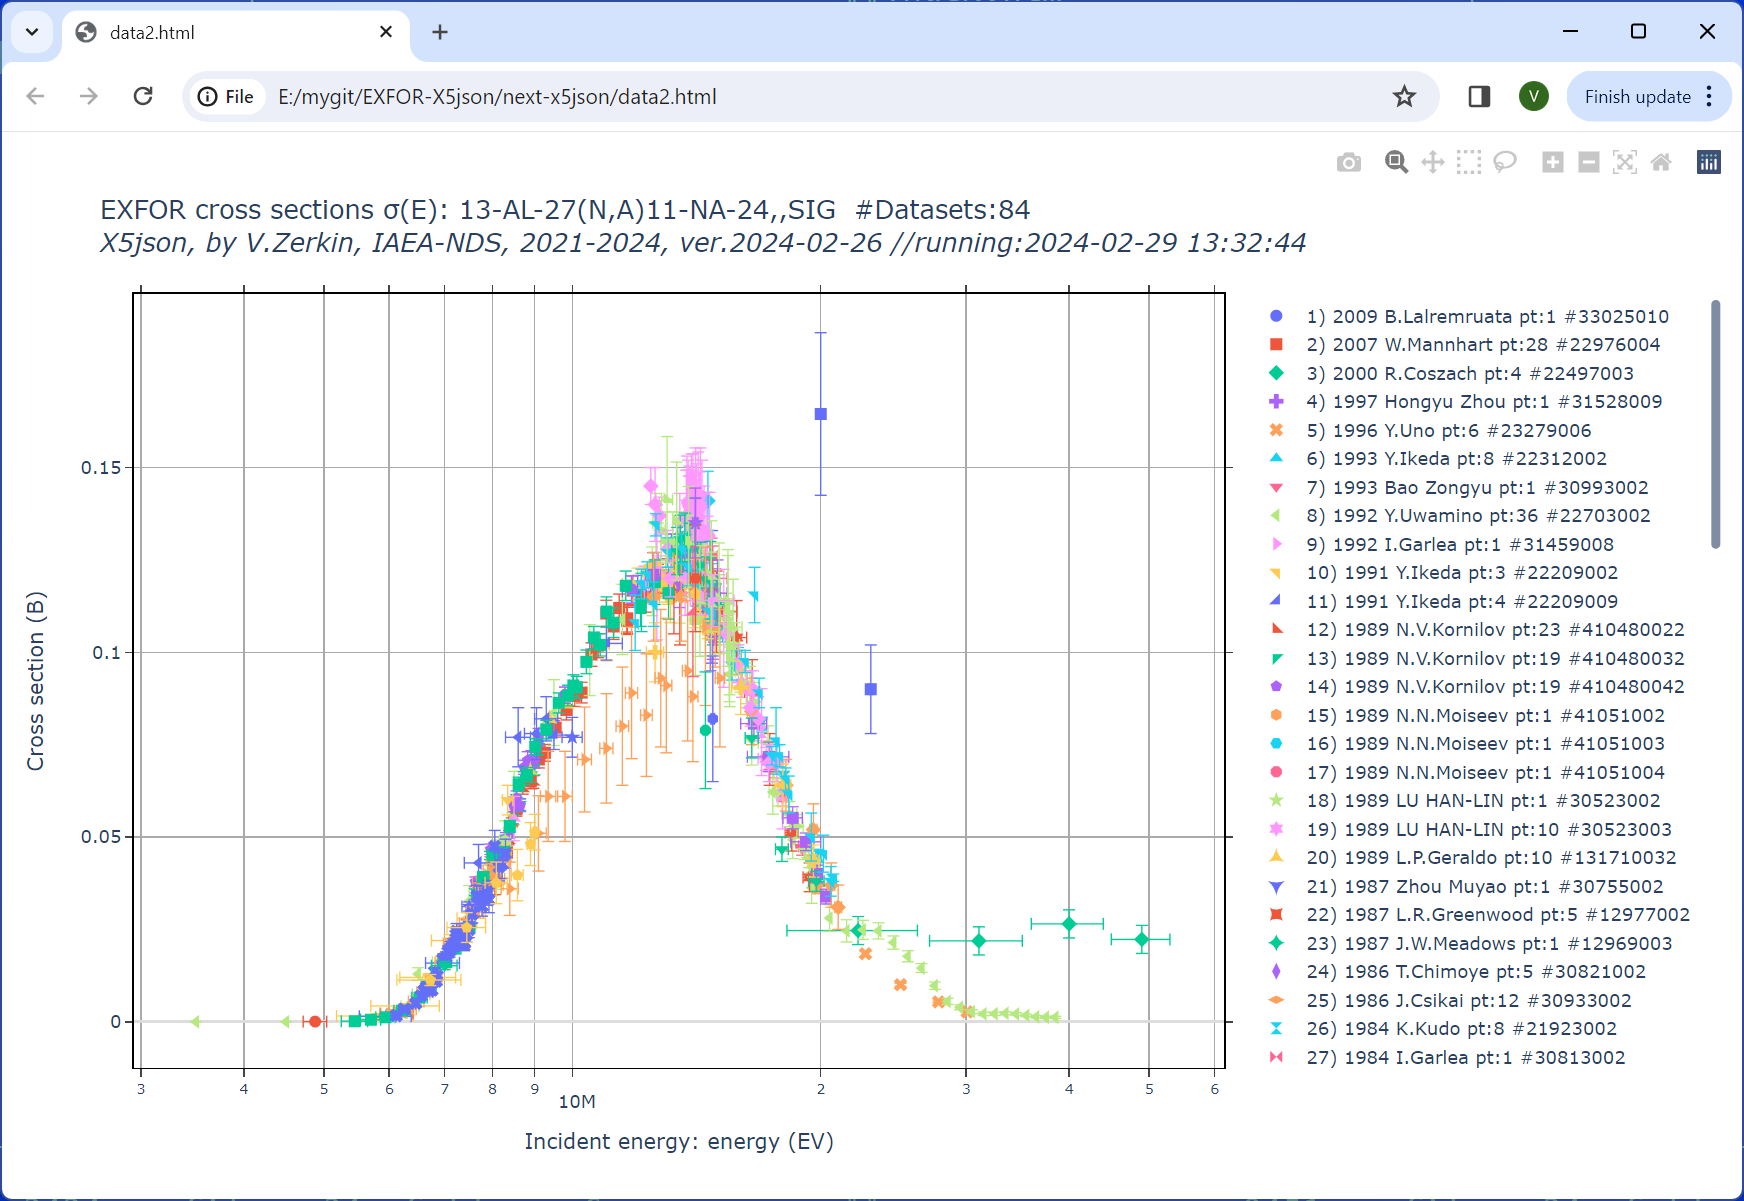 data2.html
File
E:/mygit/EXFOR-X5json/next-x5json/data2.html
V
Finish update
EXFOR cross sections σ(E): 13-AL-27(N,A)11-NA-24,,SIG #Datasets:84
X5json, by V.Zerkin, IAEA-NDS, 2021-2024, ver.2024-02-26 //running:2024-02-29 13:32:44
Cross section (B)
0.15
0.1
0.05
0
3 4 5 6 7 8 9 10M 2 3 4 5 6
Incident energy: energy (EV)
1) 2009 B.Lalremruata pt:1 #33025010
2) 2007 W.Mannhart pt:28 #22976004
3) 2000 R.Coszach pt:4 #22497003
4) 1997 Hongyu Zhou pt:1 #31528009
5) 1996 Y.Uno pt:6 #23279006
6) 1993 Y.Ikeda pt:8 #22312002
7) 1993 Bao Zongyu pt:1 #30993002
8) 1992 Y.Uwamino pt:36 #22703002
9) 1992 I.Garlea pt:1 #31459008
10) 1991 Y.Ikeda pt:3 #22209002
11) 1991 Y.Ikeda pt:4 #22209009
12) 1989 N.V.Kornilov pt:23 #410480022
13) 1989 N.V.Kornilov pt:19 #410480032
14) 1989 N.V.Kornilov pt:19 #410480042
15) 1989 N.N.Moiseev pt:1 #41051002
16) 1989 N.N.Moiseev pt:1 #41051003
17) 1989 N.N.Moiseev pt:1 #41051004
18) 1989 LU HAN-LIN pt:1 #30523002
19) 1989 LU HAN-LIN pt:10 #30523003
20) 1989 L.P.Geraldo pt:10 #131710032
21) 1987 Zhou Muyao pt:1 #30755002
22) 1987 L.R.Greenwood pt:5 #12977002
23) 1987 J.W.Meadows pt:1 #12969003
24) 1986 T.Chimoye pt:5 #30821002
25) 1986 J.Csikai pt:12 #30933002
26) 1984 K.Kudo pt:8 #21923002
27) 1984 I.Garlea pt:1 #30813002